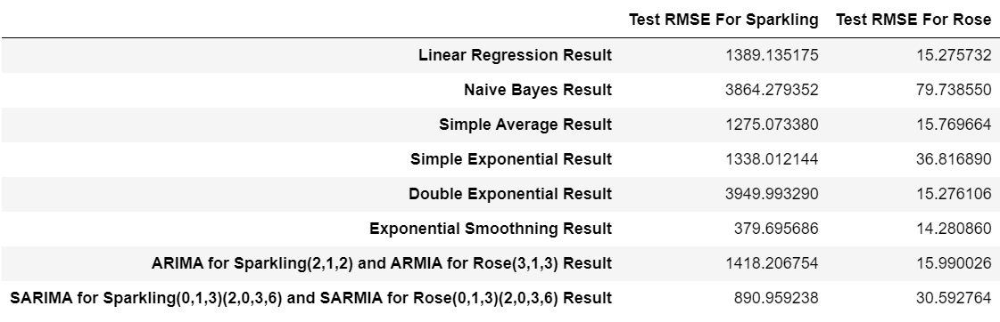 Test RMSE For Sparkling Test RMSE For Rose
Linear Regression Result 1389.135175 15.275732
Naive Bayes Result 3864.279352 79.738550
Simple Average Result 1275.073380 15.769664
Simple Exponential Result 1338.012144 36.816890
Double Exponential Result 3949.993290 15.276106
Exponential Smoothning Result 379.695686 14.280860
ARIMA for Sparkling(2,1,2) and ARMIA for Rose(3,1,3) Result 1418.206754 15.990026
SARIMA for Sparkling(0,1,3)(2,0,3,6) and SARMIA for Rose(0,1,3)(2,0,3,6) Result 890.959238 30.592764